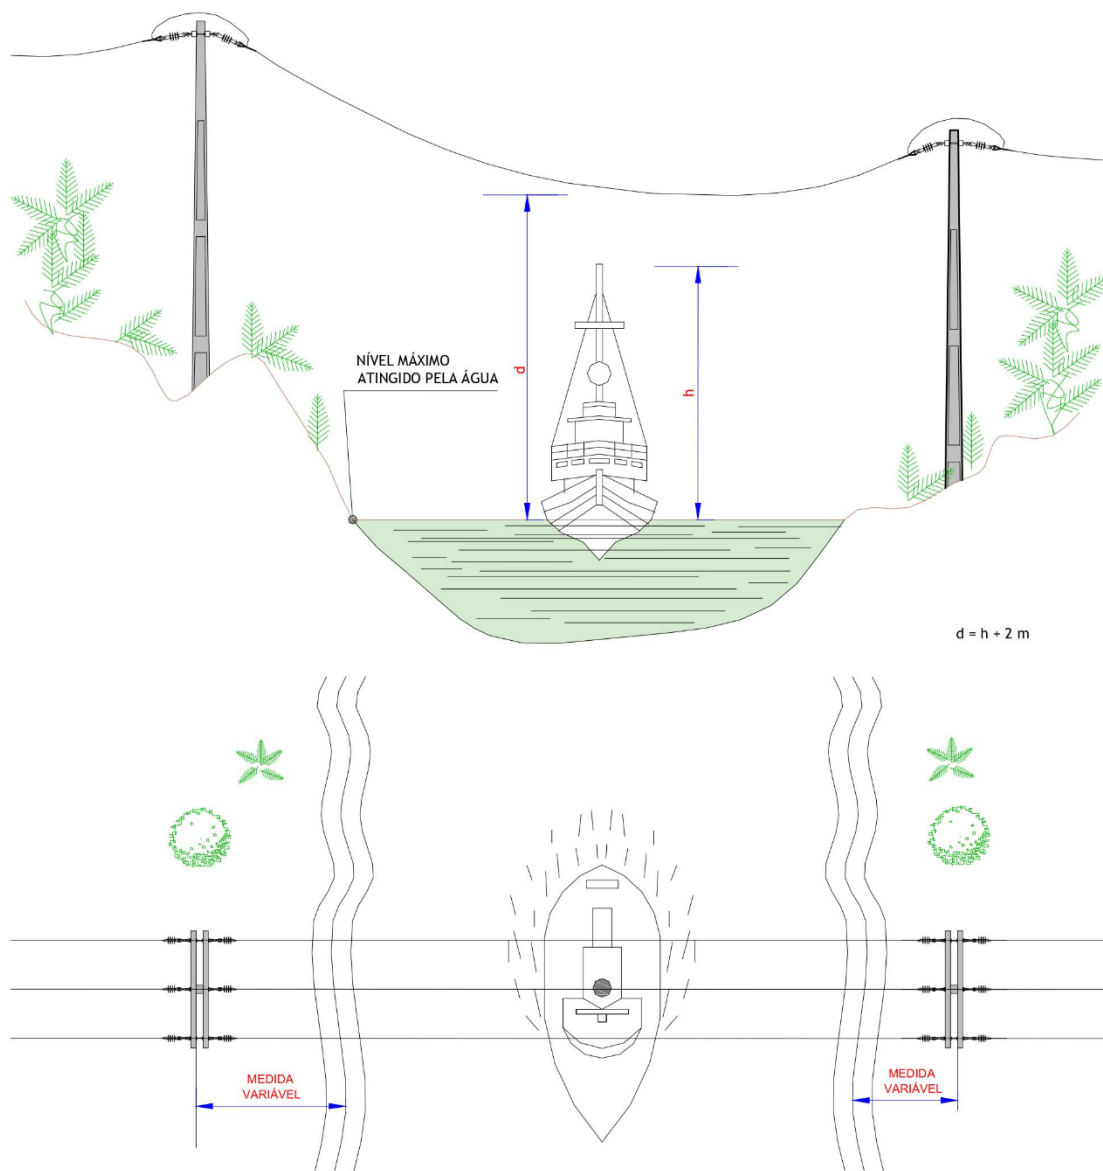 NÍVEL MÁXIMO
ATINGIDO PELA ÁGUA
d
h
d = h + 2 m
MEDIDA
VARIÁVEL
MEDIDA
VARIÁVEL